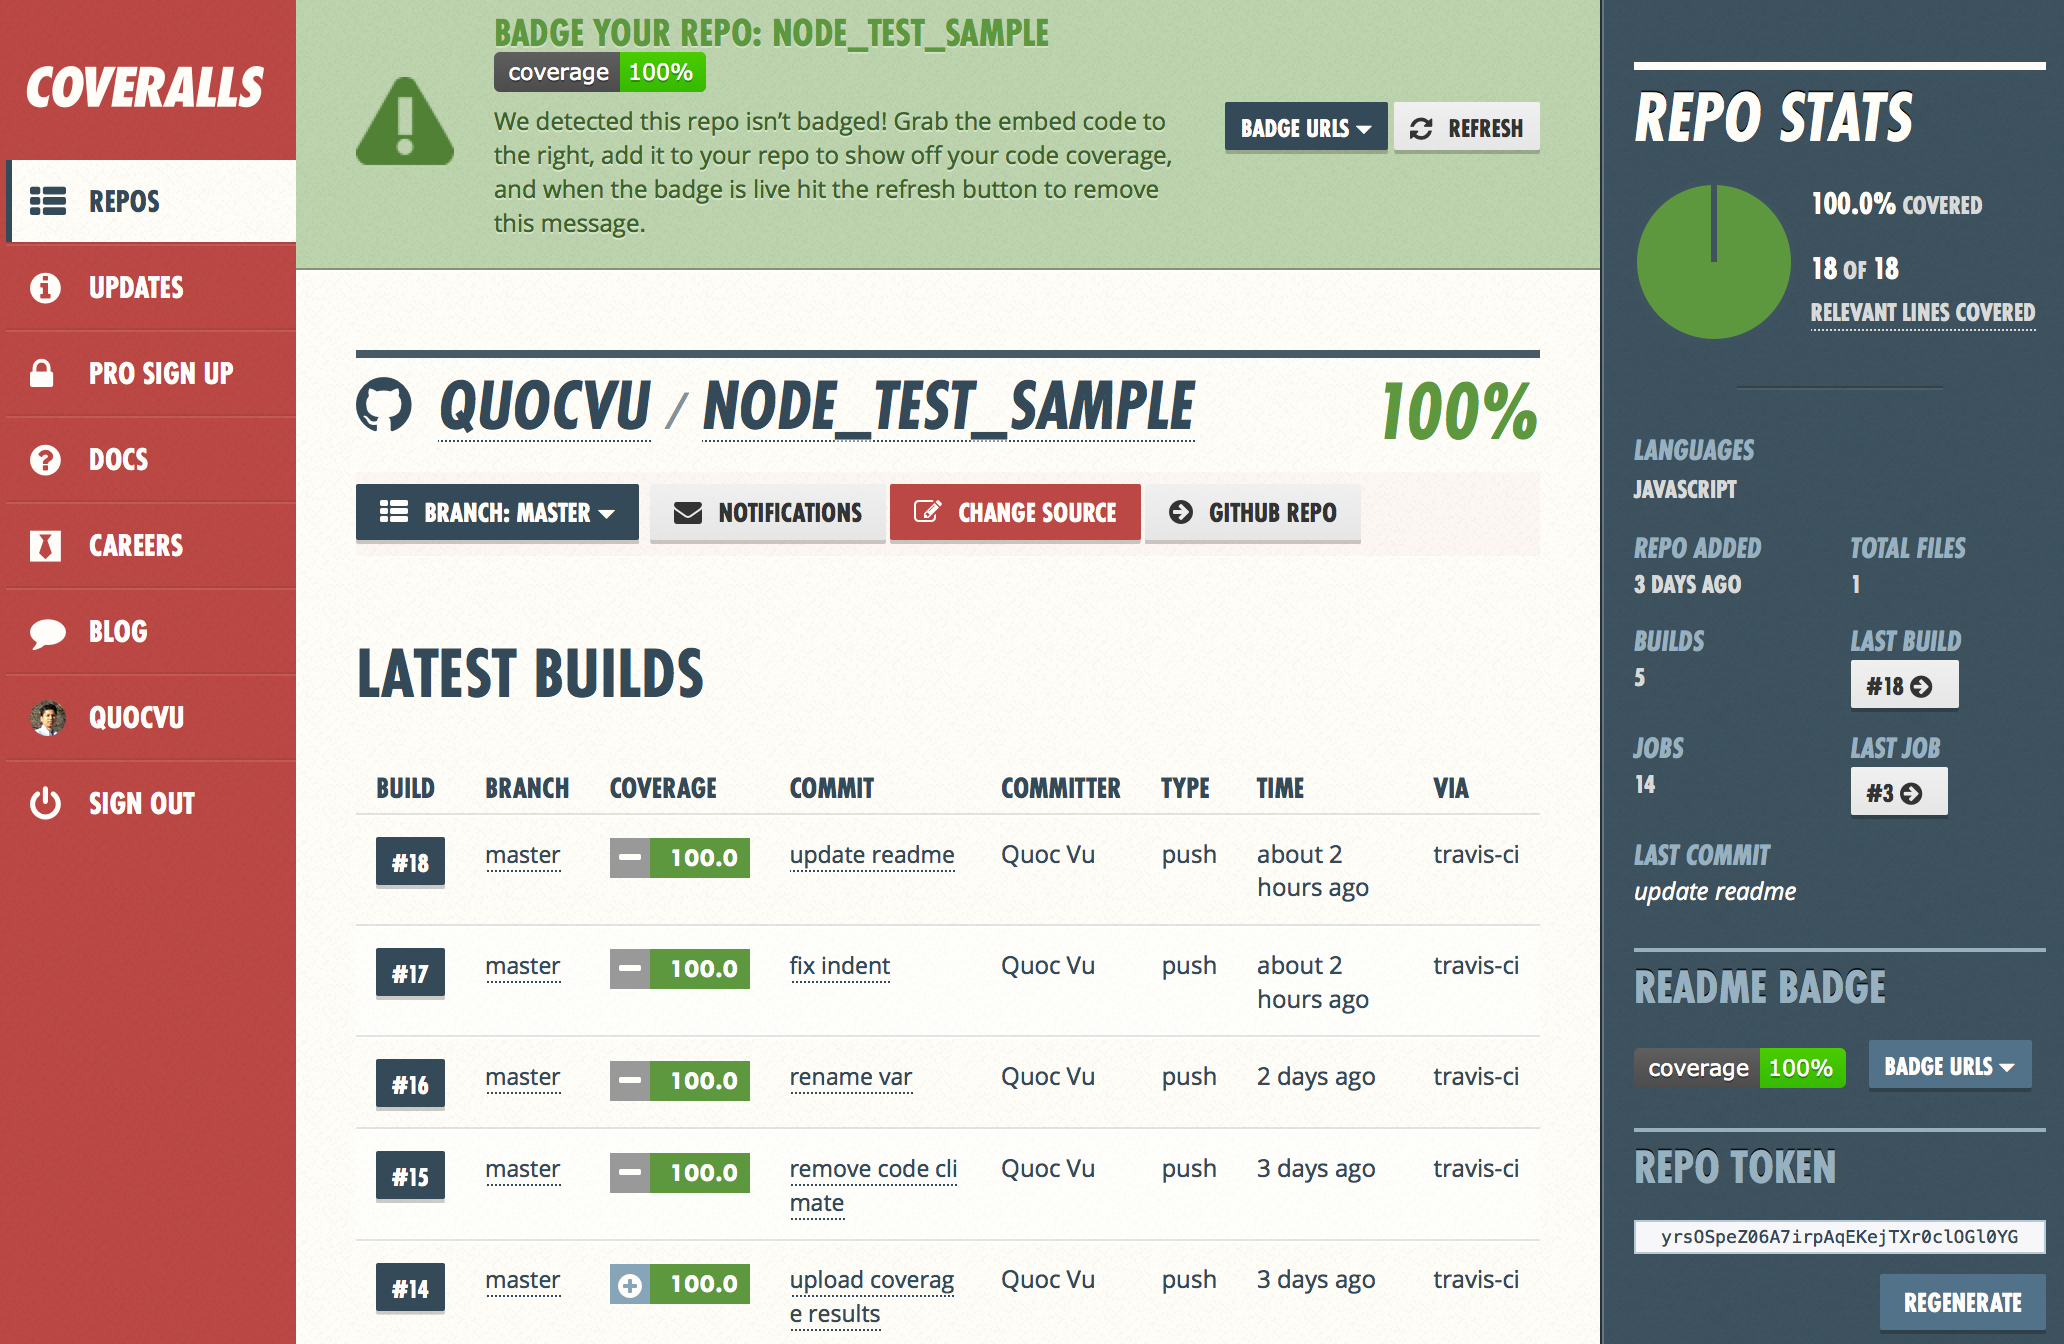 COVERALLS
REPOS
UPDATES
PRO SIGN UP
DOCS
CAREERS
BLOG
QUOCVU
SIGN OUT
BADGE YOUR REPO: NODE_TEST_SAMPLE
coverage 100%
We detected this repo isn't badged! Grab the embed code to
the right, add it to your repo to show off your code coverage,
and when the badge is live hit the refresh button to remove
this message.
BADGE URLS
REFRESH
QUOCVU / NODE_TEST_SAMPLE 100%
BRANCH: MASTER NOTIFICATIONS CHANGE SOURCE GITHUB REPO
LATEST BUILDS
BUILD BRANCH COVERAGE COMMIT COMMITTER TYPE TIME VIA
#18 master 100.0 update readme Quoc Vu push about 2
hours ago travis-ci
#17 master 100.0 fix indent Quoc Vu push about 2
hours ago travis-ci
#16 master 100.0 rename var Quoc Vu push 2 days ago travis-ci
#15 master 100.0 remove code cli
mate Quoc Vu push 3 days ago travis-ci
#14 master 100.0 upload coverag
e results Quoc Vu push 3 days ago travis-ci
REPO STATS
100.0% COVERED
18 OF 18
RELEVANT LINES COVERED
LANGUAGES
JAVASCRIPT
REPO ADDED
3 DAYS AGO
TOTAL FILES
1
BUILDS
5
LAST BUILD
#18
JOBS
14
LAST JOB
#3
LAST COMMIT
update readme
README BADGE
coverage 100%
BADGE URLS
REPO TOKEN
yrsOSpeZ06A7irpAqEKejTXr0clOGl0YG
REGENERATE